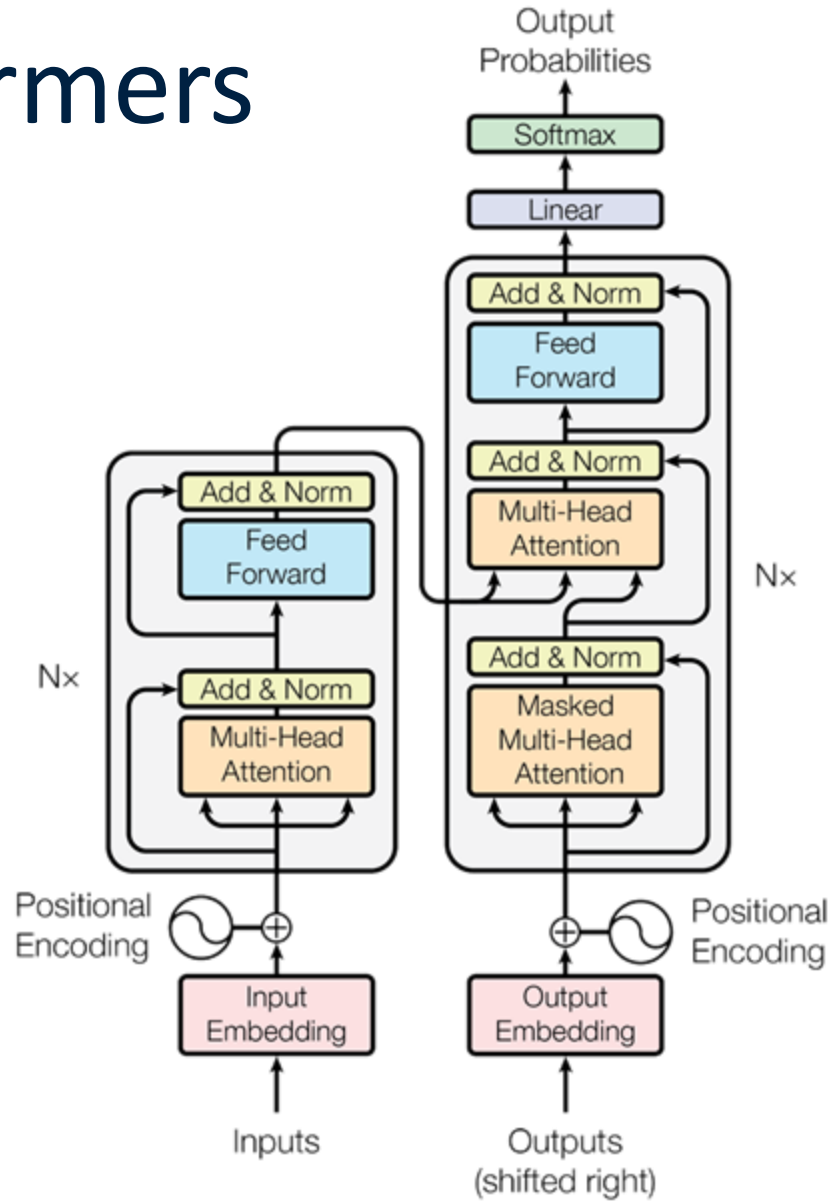 rmers
Output
Probabilities
Softmax
Linear
Add & Norm
Feed
Forward
Add & Norm
Multi-Head
Attention
Nx
Add & Norm
Masked
Multi-Head
Attention
Add & Norm
Feed
Forward
Nx
Add & Norm
Multi-Head
Attention
Positional
Encoding
Positional
Encoding
Input
Embedding
Output
Embedding
Inputs
Outputs
(shifted right)